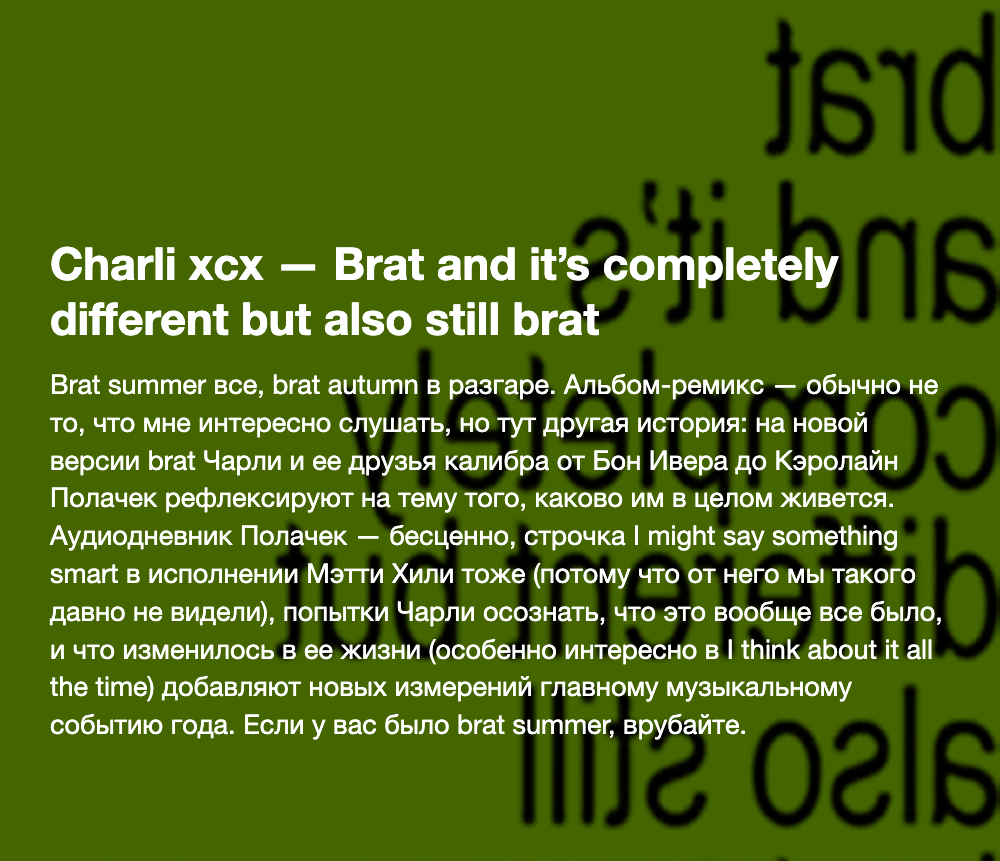 brat
and it's
completely
different but
also still
Charli xcx — Brat and it’s completely
different but also still brat
Brat summer все, brat autumn в разгаре. Альбом-ремикс — обычно не
то, что мне интересно слушать, но тут другая история: на новой
версии brat Чарли и ее друзья калибра от Бон Ивера до Кэролайн
Полачек рефлексируют на тему того, каково им в целом живется.
Аудиодневник Полачек — бесценно, строчка I might say something
smart в исполнении Мэтти Хили тоже (потому что от него мы такого
давно не видели), попытки Чарли осознать, что это вообще все было,
и что изменилось в ее жизни (особенно интересно в I think about it all
the time) добавляют новых измерений главному музыкальному
событию года. Если у вас было brat summer, врубайте.